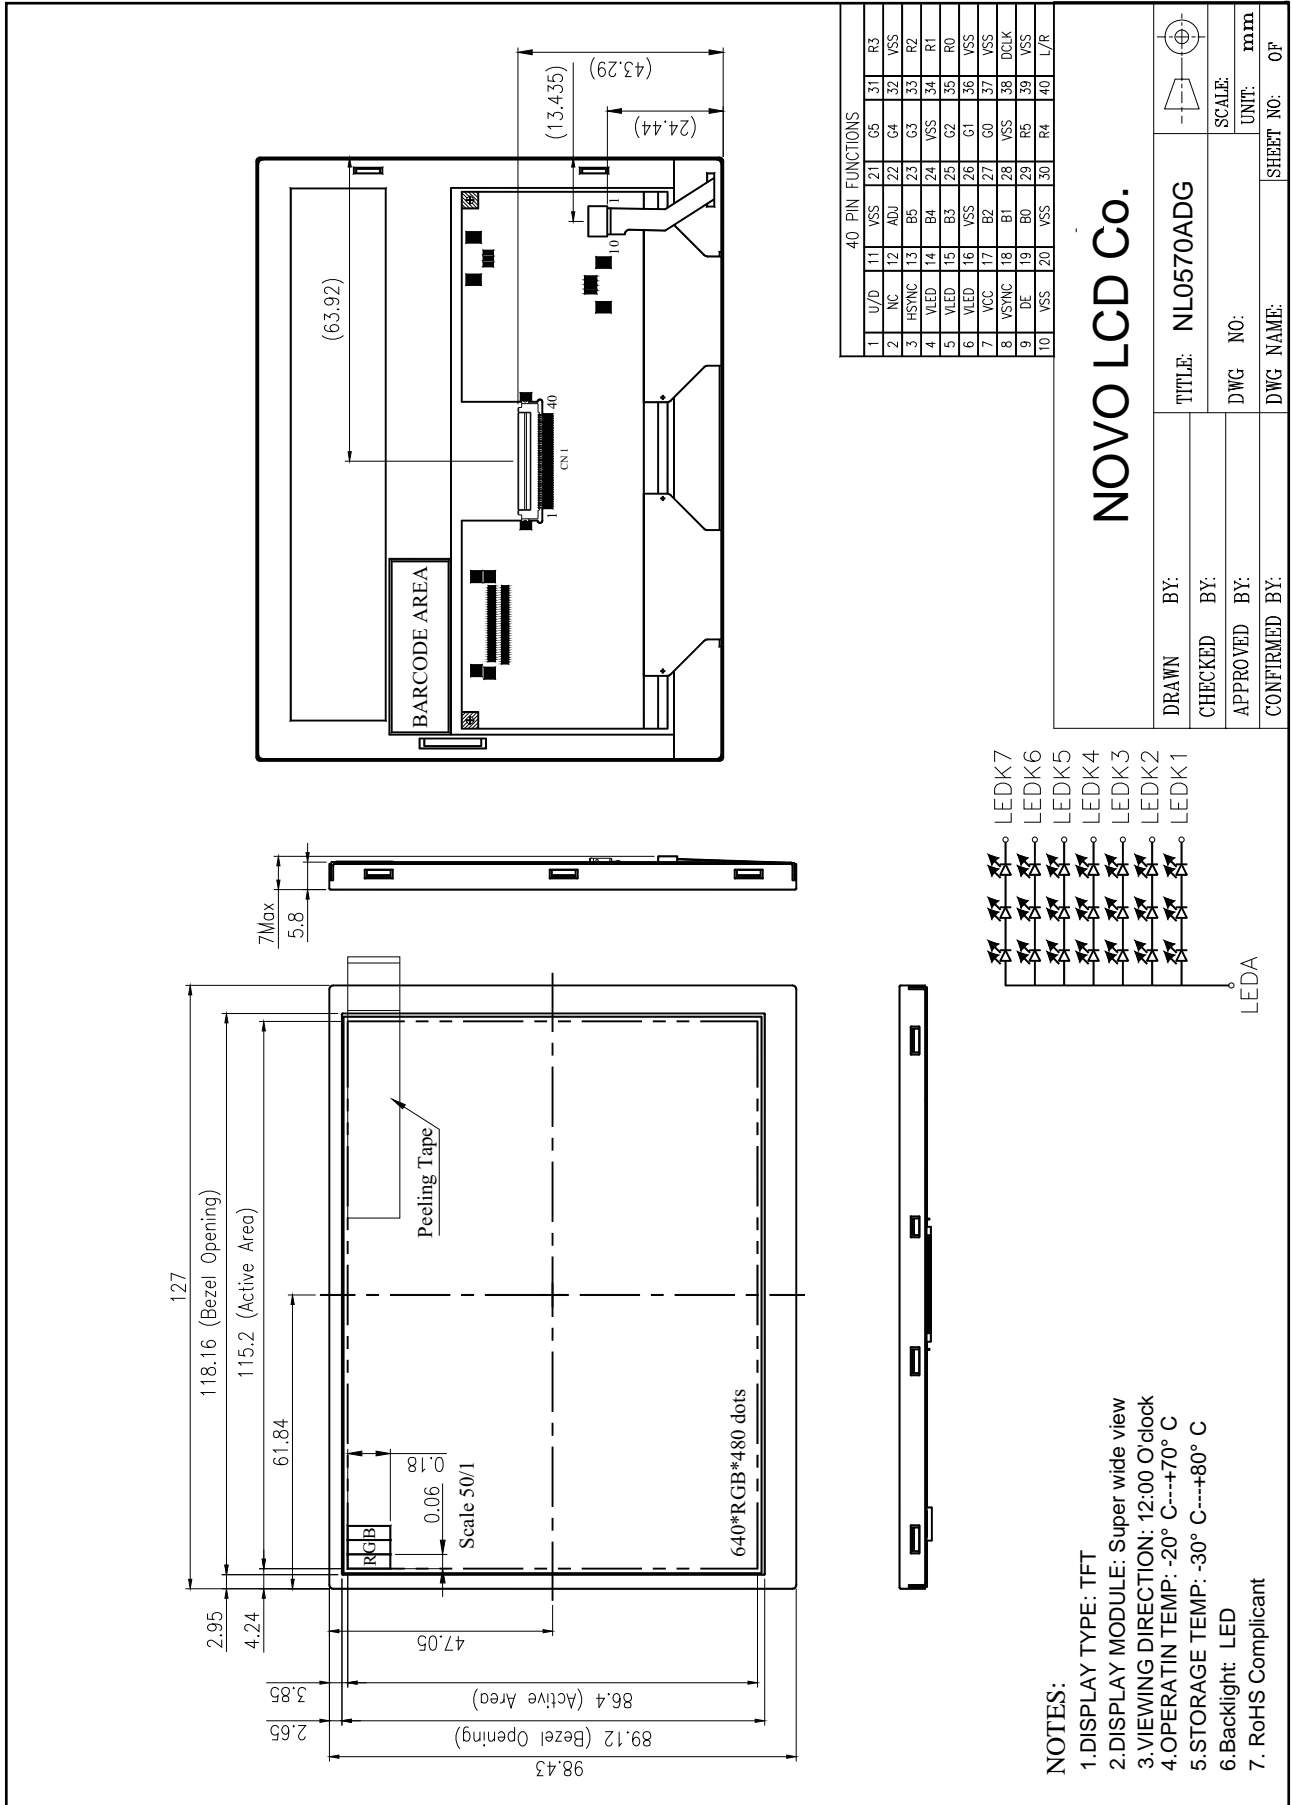 127
118.16 (Bezel Opening)
115.2 (Active Area)
61.84
2.95
4.24
3.85
2.65
47.05
86.4 (Active Area)
89.12 (Bezel Opening)
98.43
RGB
0.18
0.06
Scale 50/1
Peeling Tape
640*RGB*480 dots
7Max
5.8
BARCODE AREA
(63.92)
(13.435)
(43.29)
(24.44)
1
40
CN1
10
1
40 PIN FUNCTIONS
1 U/D 11 VSS 21 G5 31 R3
2 NC 12 ADJ 22 G4 32 VSS
3 HSYNC 13 B5 23 G3 33 R2
4 VLED 14 B4 24 VSS 34 R1
5 VLED 15 B3 25 G2 35 R0
6 VLED 16 VSS 26 G1 36 VSS
7 VCC 17 B2 27 G0 37 VSS
8 VSYNC 18 B1 28 VSS 38 DCLK
9 DE 19 B0 29 R5 39 VSS
10 VSS 20 VSS 30 R4 40 L/R
LEDK7
LEDK6
LEDK5
LEDK4
LEDK3
LEDK2
LEDK1
LEDA
NOTES:
1.DISPLAY TYPE: TFT
2.DISPLAY MODULE: Super wide view
3.VIEWING DIRECTION: 12:00 O'clock
4.OPERATIN TEMP: -20° C---+70° C
5.STORAGE TEMP: -30° C---+80° C
6.Backlight: LED
7. RoHS Complicant
NOVO LCD Co.
DRAWN BY:
CHECKED BY:
APPROVED BY:
CONFIRMED BY:
TITLE: NL0570ADG
DWG NO:
DWG NAME:
SCALE:
UNIT: mm
SHEET NO: OF